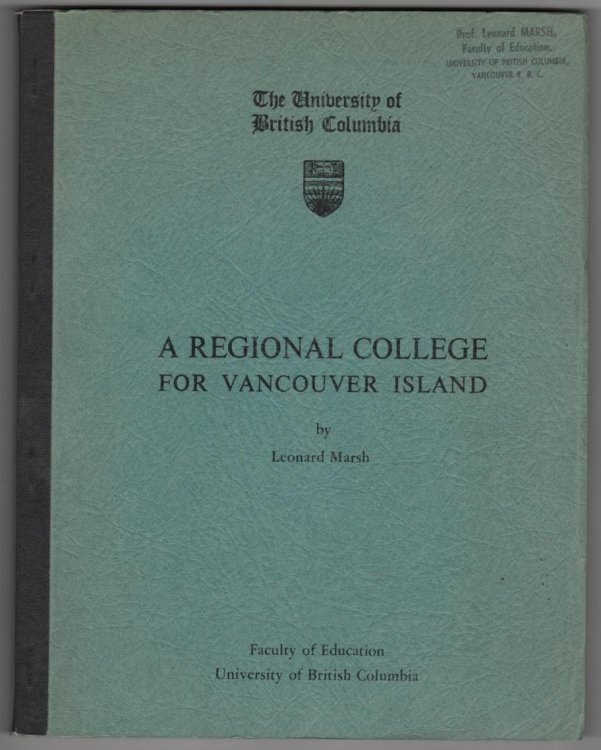 Prof. Leonard MARSH,
Faculty of Education,
UNIVERSITY OF BRITISH COLUMBIA,
VANCOUVER 8, B. C.
The University of
British Columbia
A REGIONAL COLLEGE
FOR VANCOUVER ISLAND
by
Leonard Marsh
Faculty of Education
University of British Columbia